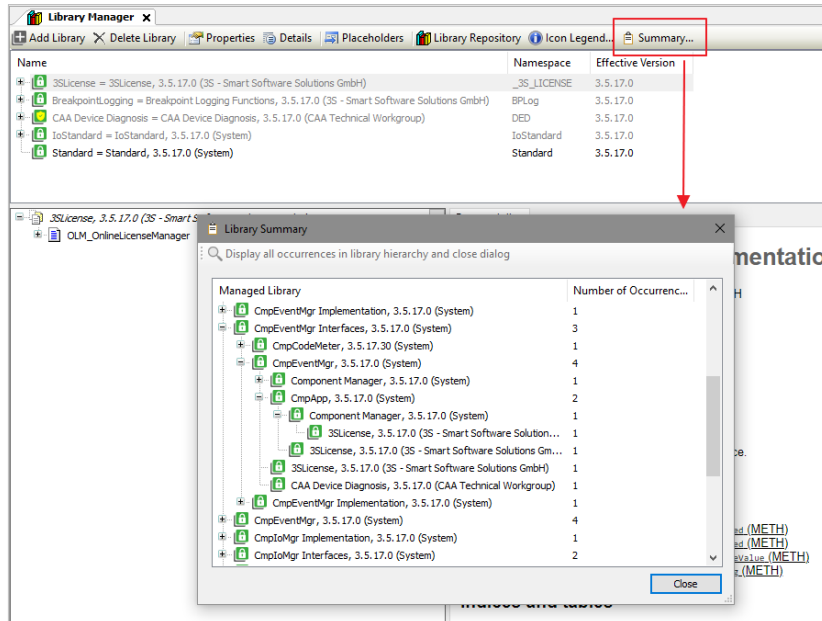 Library Manager
Add Library Delete Library Properties Details Placeholders Library Repository Icon Legend... Summary...
Name Namespace Effective Version
3SLicense = 3SLicense, 3.5.17.0 (3S - Smart Software Solutions GmbH) _3S_LICENSE 3.5.17.0
BreakpointLogging = Breakpoint Logging Functions, 3.5.17.0 (3S - Smart Software Solutions GmbH) BPLog 3.5.17.0
CAA Device Diagnosis = CAA Device Diagnosis, 3.5.17.0 (CAA Technical Workgroup) DED 3.5.17.0
IoStandard = IoStandard, 3.5.17.0 (System) IoStandard 3.5.17.0
Standard = Standard, 3.5.17.0 (System) Standard 3.5.17.0
3SLicense, 3.5.17.0 (3S - Smart S
OLM_OnlineLicenseManager
Library Summary
Display all occurrences in library hierarchy and close dialog
Managed Library Number of Occurrenc...
CmpEventMgr Implementation, 3.5.17.0 (System) 1
CmpEventMgr Interfaces, 3.5.17.0 (System) 3
CmpCodeMeter, 3.5.17.30 (System) 1
CmpEventMgr, 3.5.17.0 (System) 4
Component Manager, 3.5.17.0 (System) 1
CmpApp, 3.5.17.0 (System) 2
Component Manager, 3.5.17.0 (System) 1
3SLicense, 3.5.17.0 (3S - Smart Software Solution... 1
3SLicense, 3.5.17.0 (3S - Smart Software Solutions Gm... 1
3SLicense, 3.5.17.0 (3S - Smart Software Solutions GmbH) 1
CAA Device Diagnosis, 3.5.17.0 (CAA Technical Workgroup) 1
CmpEventMgr Implementation, 3.5.17.0 (System) 1
CmpEventMgr, 3.5.17.0 (System) 4
CmpIoMgr Implementation, 3.5.17.0 (System) 1
CmpIoMgr Interfaces, 3.5.17.0 (System) 2
Close
mentatio
H
ce.
(METH)
(METH)
eValue (METH)
(METH)